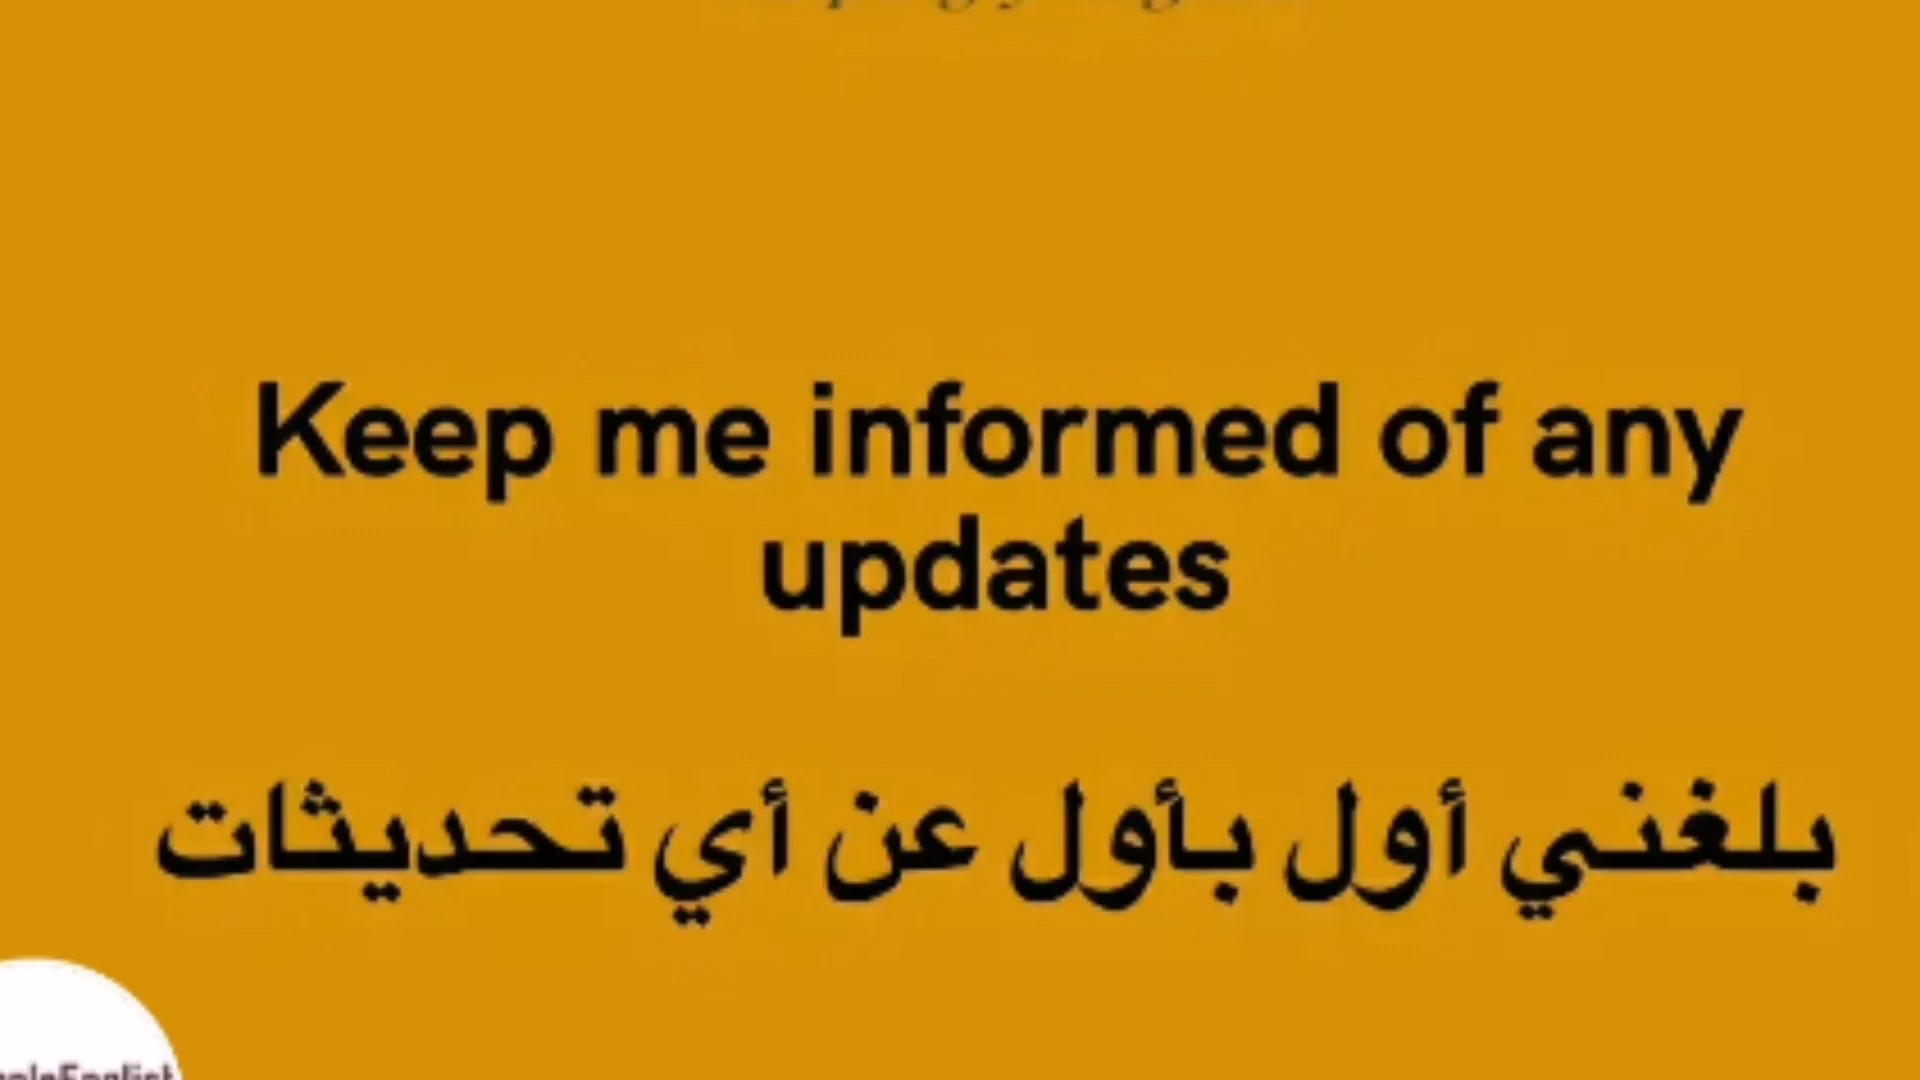 Keep me informed of any
updates
بلغني أول بأول عن أي تحديثات